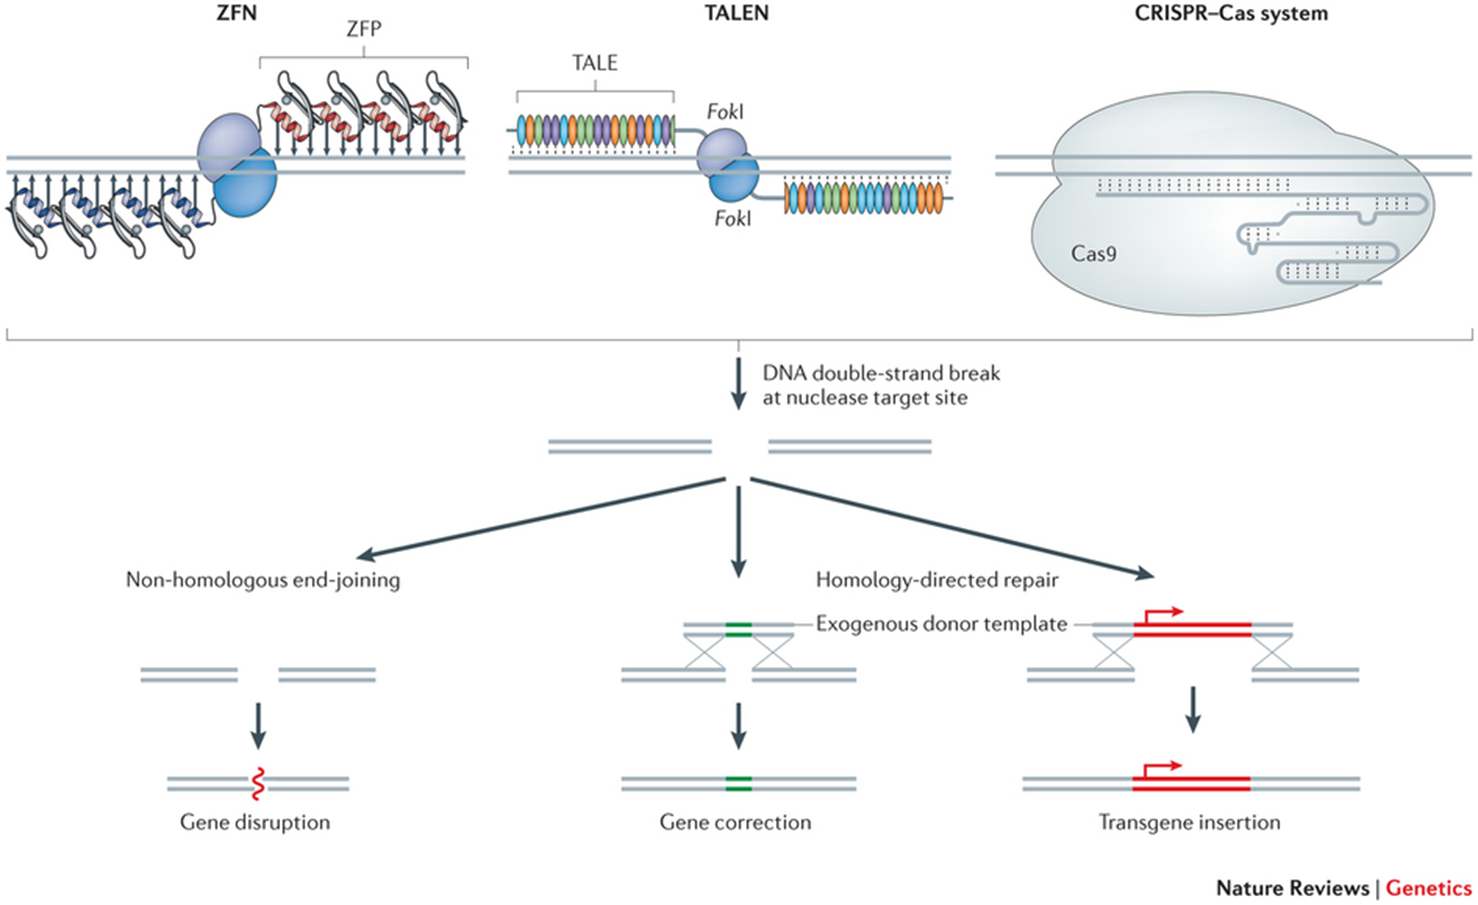 ZFN
TALEN
CRISPR–Cas system
ZFP
TALE
FokI
FokI
Cas9
DNA double-strand break
at nuclease target site
Non-homologous end-joining
Homology-directed repair
Exogenous donor template
Gene disruption
Gene correction
Transgene insertion
Nature Reviews | Genetics